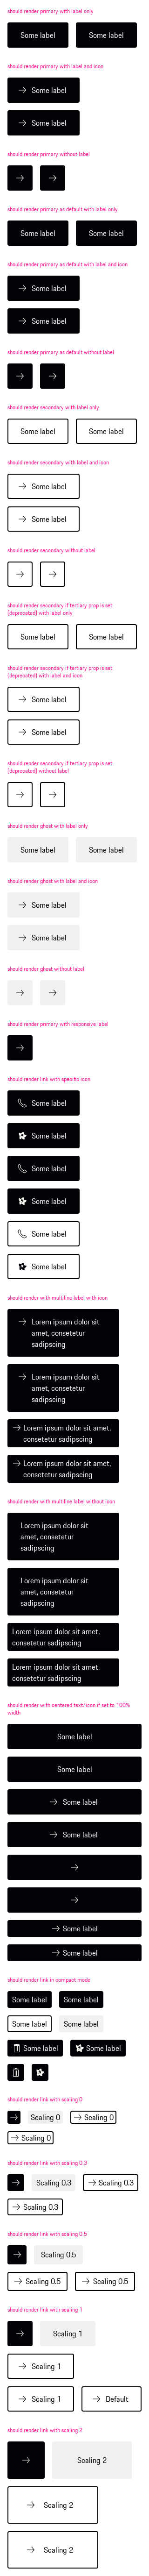 should render primary with label only
Some label Some label
should render primary with label and icon
Some label
Some label
should render primary without label
should render primary as default with label only
Some label Some label
should render primary as default with label and icon
Some label
Some label
should render primary as default without label
should render secondary with label only
Some label Some label
should render secondary with label and icon
Some label
Some label
should render secondary without label
should render secondary if tertiary prop is set
(deprecated) with label only
Some label Some label
should render secondary if tertiary prop is set
(deprecated) with label and icon
Some label
Some label
should render secondary if tertiary prop is set
(deprecated) without label
should render ghost with label only
Some label Some label
should render ghost with label and icon
Some label
Some label
should render ghost without label
should render primary with responsive label
should render link with specific icon
Some label
Some label
Some label
Some label
Some label
Some label
should render with multiline label with icon
Lorem ipsum dolor sit
amet, consetetur
sadipscing
Lorem ipsum dolor sit
amet, consetetur
sadipscing
Lorem ipsum dolor sit amet,
consetetur sadipscing
Lorem ipsum dolor sit amet,
consetetur sadipscing
should render with multiline label without icon
Lorem ipsum dolor sit
amet, consetetur
sadipscing
Lorem ipsum dolor sit
amet, consetetur
sadipscing
Lorem ipsum dolor sit amet,
consetetur sadipscing
Lorem ipsum dolor sit amet,
consetetur sadipscing
should render with centered text/icon if set to 100%
width
Some label
Some label
Some label
Some label
Some label
Some label
should render link in compact mode
Some label Some label
Some label Some label
Some label Some label
should render link with scaling 0
Scaling 0 Scaling 0
Scaling 0
should render link with scaling 0.3
Scaling 0.3 Scaling 0.3
Scaling 0.3
should render link with scaling 0.5
Scaling 0.5
Scaling 0.5 Scaling 0.5
should render link with scaling 1
Scaling 1
Scaling 1
Scaling 1 Default
should render link with scaling 2
Scaling 2
Scaling 2
Scaling 2